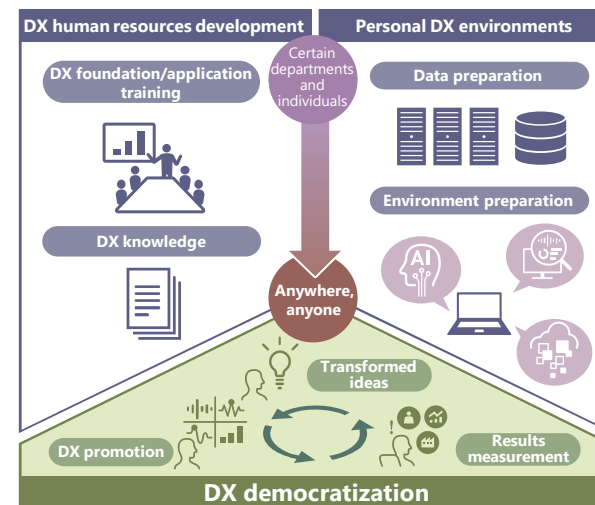 DX human resources development
Personal DX environments
Certain
departments
and
individuals
DX foundation/application
training
Data preparation
DX knowledge
Environment preparation
AI
Anywhere,
anyone
Transformed
ideas
DX promotion
Results
measurement
DX democratization